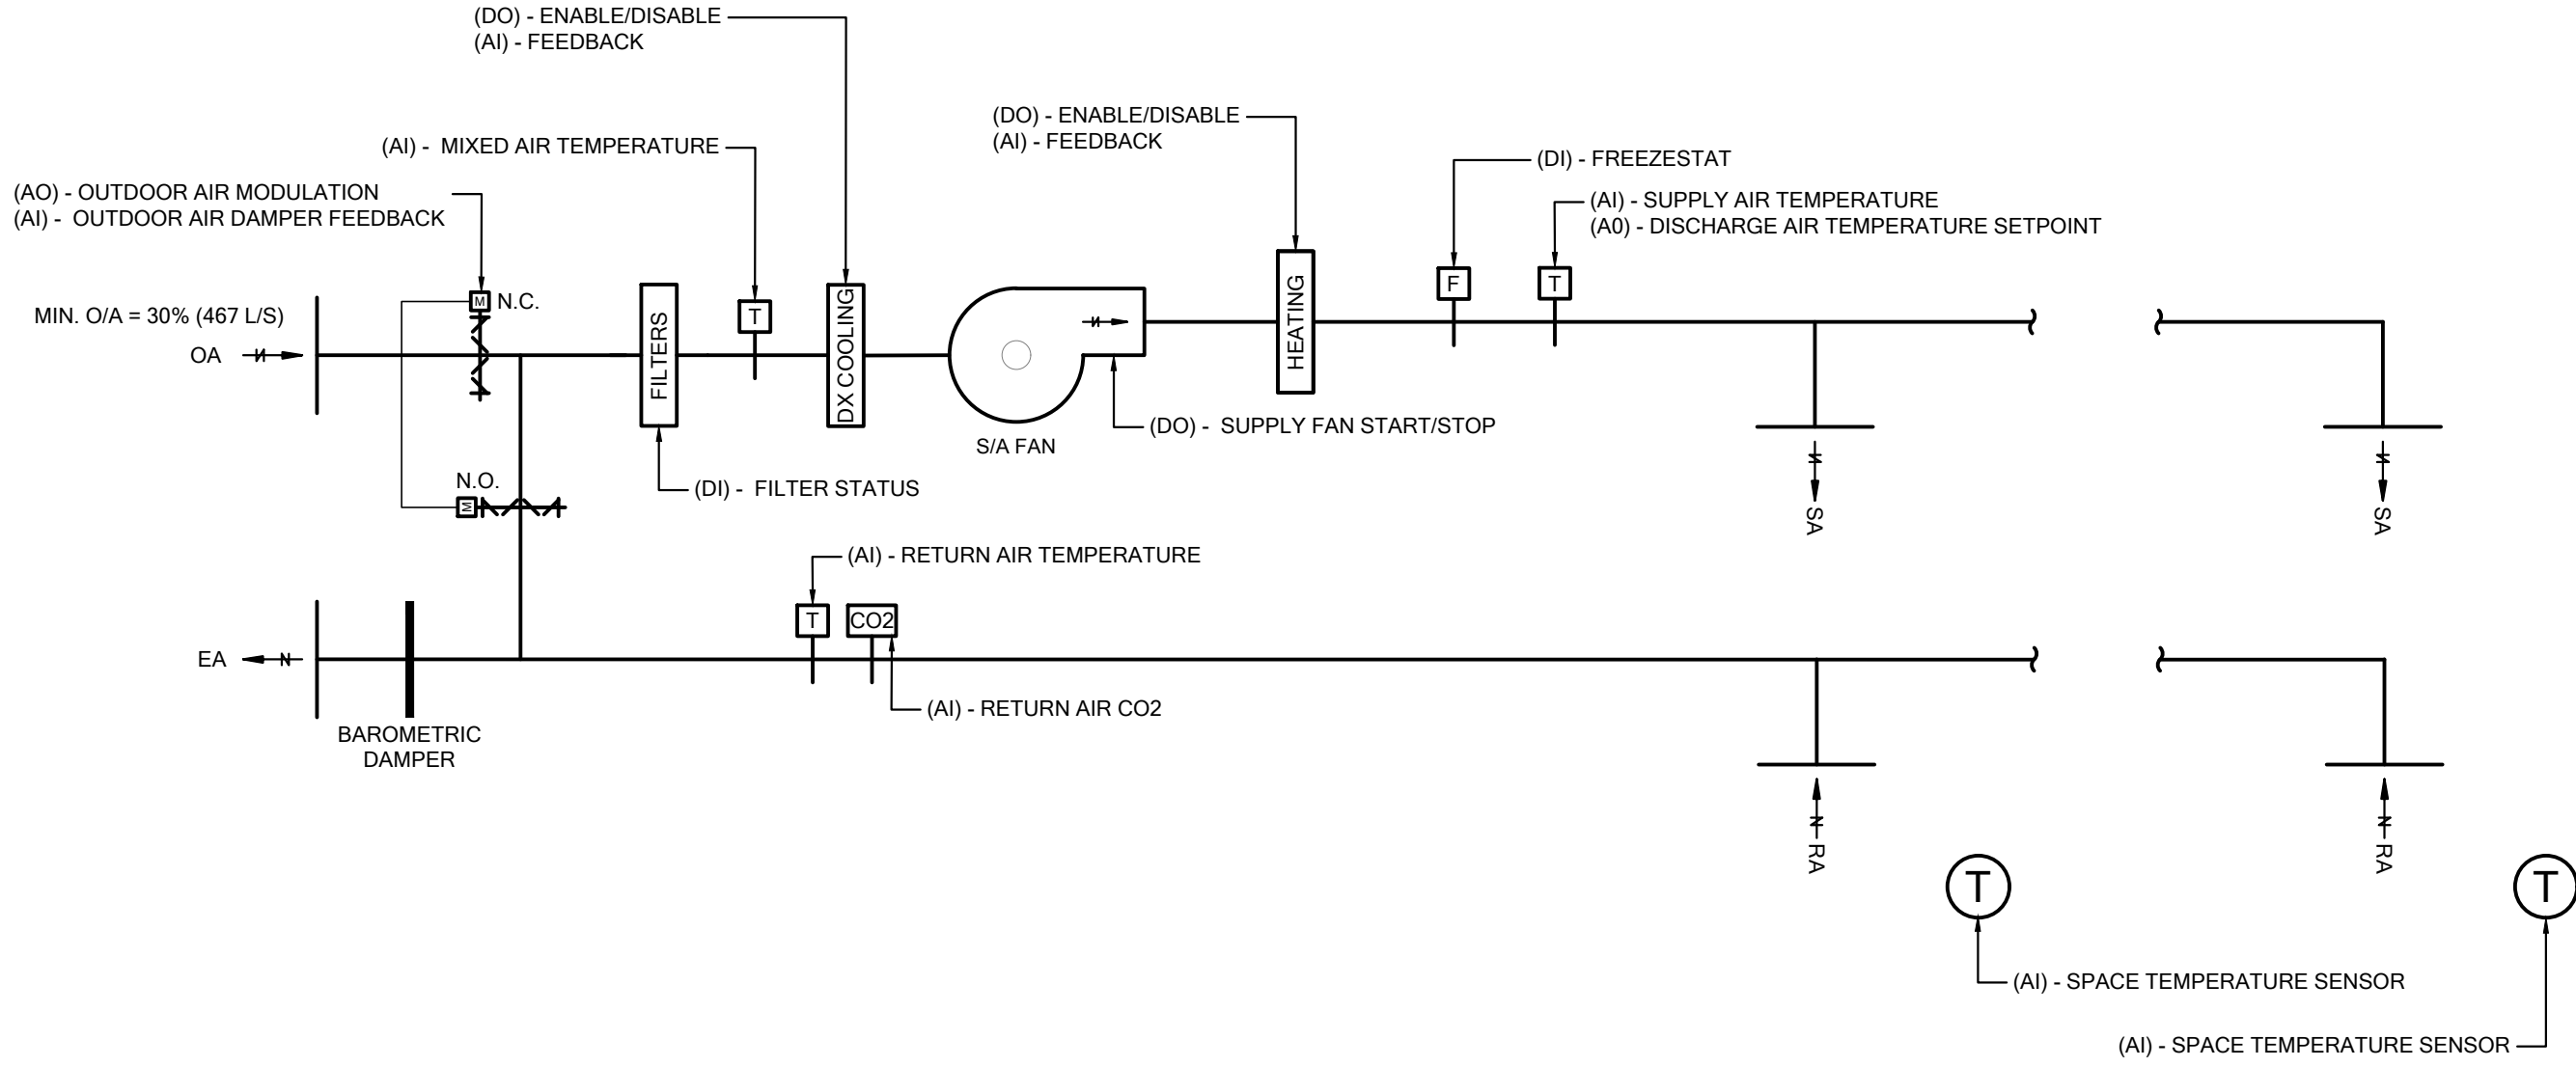 (DO) - ENABLE/DISABLE
(AI) - FEEDBACK
(DO) - ENABLE/DISABLE
(AI) - FEEDBACK
(AI) - MIXED AIR TEMPERATURE
(DI) - FREEZESTAT
(AO) - OUTDOOR AIR MODULATION
(AI) - OUTDOOR AIR DAMPER FEEDBACK
(AI) - SUPPLY AIR TEMPERATURE
(A0) - DISCHARGE AIR TEMPERATURE SETPOINT
M
N.C.
MIN. O/A = 30% (467 L/S)
OA
FILTERS
T
DX COOLING
HEATING
F
T
S/A FAN
(DO) - SUPPLY FAN START/STOP
N.O.
M
(DI) - FILTER STATUS
SA
SA
(AI) - RETURN AIR TEMPERATURE
T
CO2
EA
(AI) - RETURN AIR CO2
BAROMETRIC
DAMPER
RA
RA
T
T
(AI) - SPACE TEMPERATURE SENSOR
(AI) - SPACE TEMPERATURE SENSOR